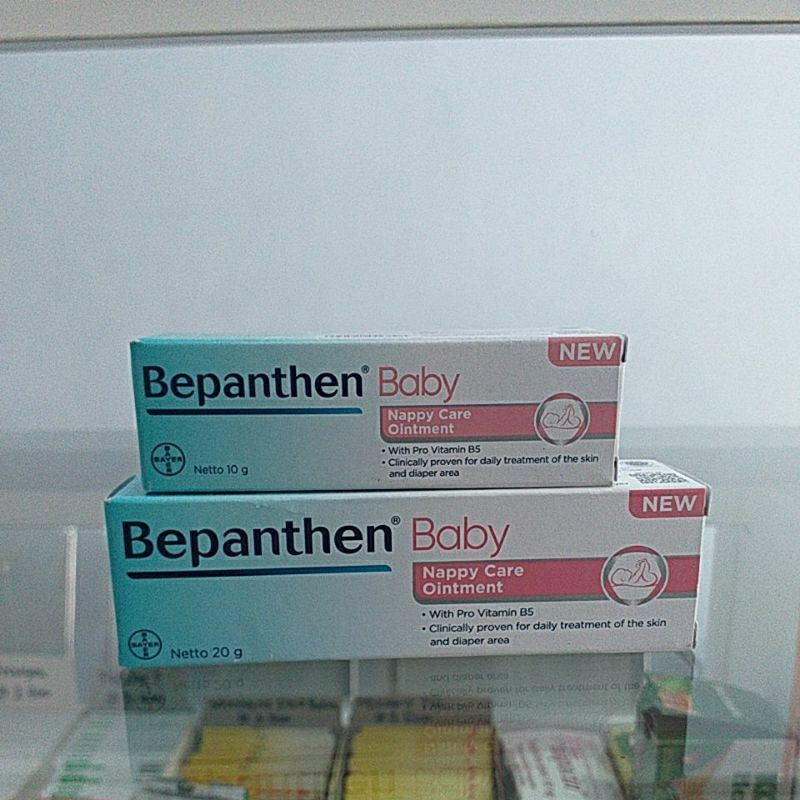 NEW
Bepanthen® Baby
Nappy Care
Ointment
• With Pro Vitamin B5
• Clinically proven for daily treatment of the skin
and diaper area
BAYER
Netto 10 g
NEW
Bepanthen® Baby
Nappy Care
Ointment
• With Pro Vitamin B5
• Clinically proven for daily treatment of the skin
and diaper area
BAYER
Netto 20 g